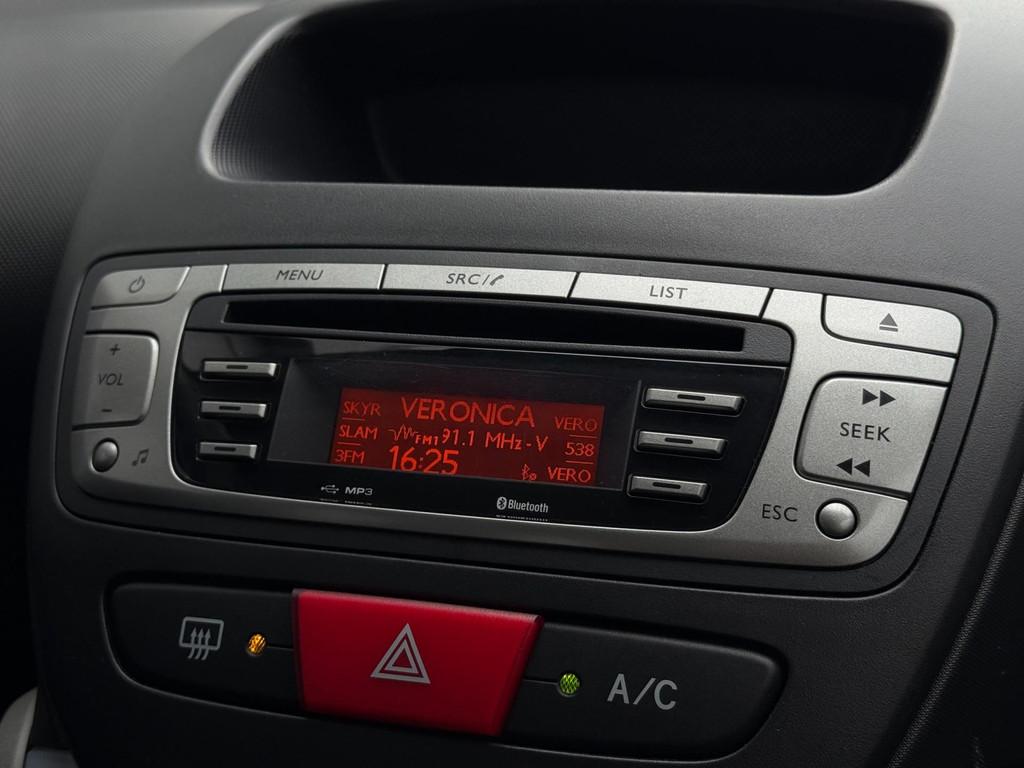 MENU
SRC/
LIST
+
VOL
-
SEEK
ESC
SKYR VERONICA VERO
SLAM FM1 91.1 MHz-V 538
3FM 16:25 VERO
MP3
Bluetooth
A/C